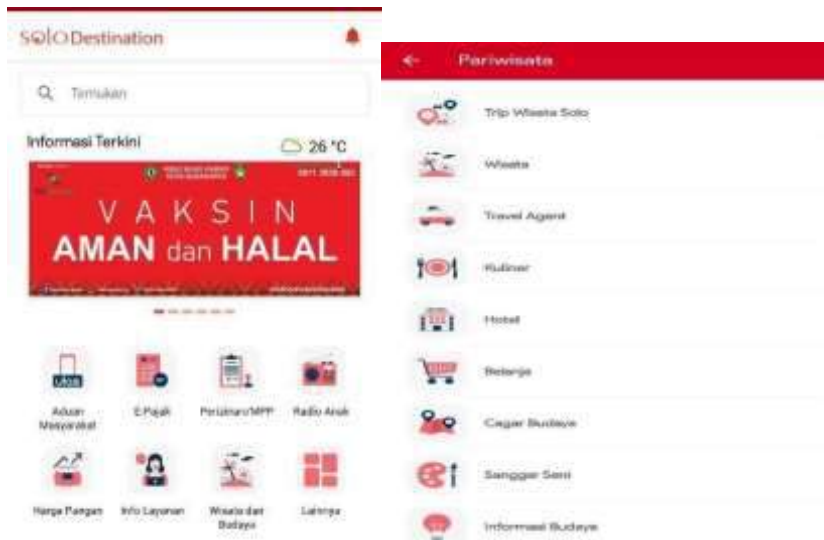 solo Destination
Temukan
Informasi Terkini
26 °C
VAKSIN
AMAN dan HALAL
Aduan
Masyarakat
E-Pajak
Perizinan/MPP
Radio Anak
Harga Pangan
Info Layanan
Wisata dan
Budaya
Lainnya
Pariwisata
Trip Wisata Solo
Wisata
Travel Agent
Kuliner
Hotel
Belanja
Cagar Budaya
Sanggar Seni
Informasi Budaya